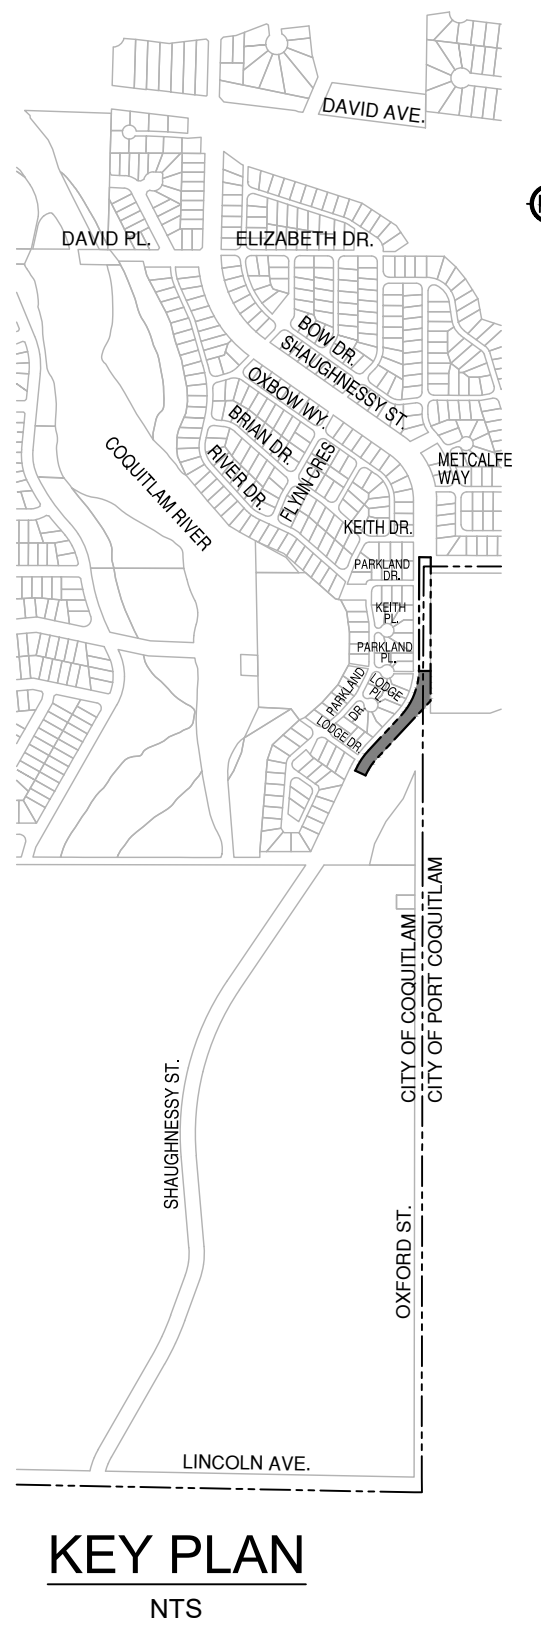 DAVID AVE.
DAVID PL.
ELIZABETH DR.
BOW DR.
SHAUGHNESSY ST.
OXBOW WY.
BRIAN DR.
FLYNN CRES
RIVER DR.
COQUITLAM RIVER
METCALFE
WAY
KEITH DR.
PARKLAND
DR.
KEITH
PL.
PARKLAND
PL.
LODGE
PL.
PARKLAND
DR.
LODGE DR.
CITY OF COQUITLAM
CITY OF PORT COQUITLAM
SHAUGHNESSY ST.
OXFORD ST.
LINCOLN AVE.
KEY PLAN
NTS